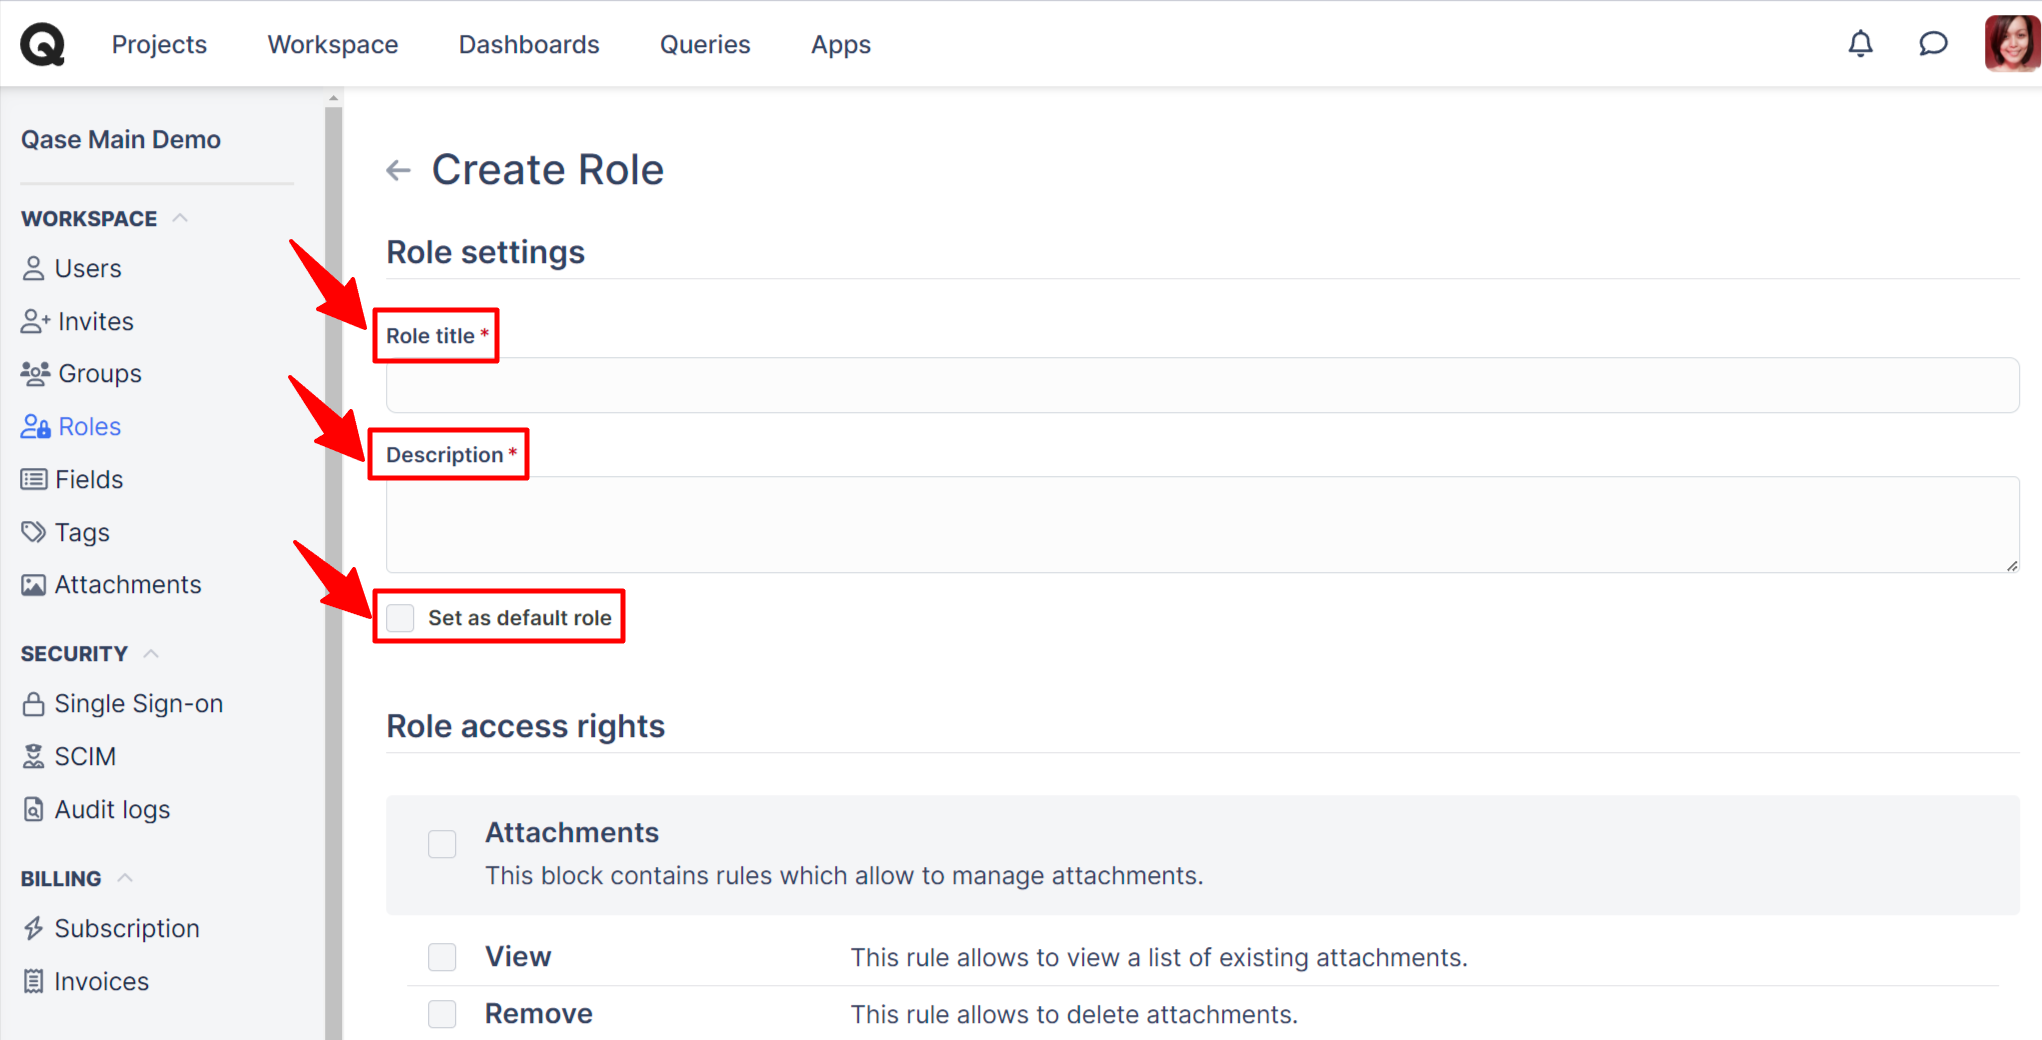 Projects Workspace Dashboards Queries Apps
Qase Main Demo
WORKSPACE
Users
Invites
Groups
Roles
Fields
Tags
Attachments
SECURITY
Single Sign-on
SCIM
Audit logs
BILLING
Subscription
Invoices
Create Role
Role settings
Role title *
Description *
Set as default role
Role access rights
Attachments
This block contains rules which allow to manage attachments.
View This rule allows to view a list of existing attachments.
Remove This rule allows to delete attachments.